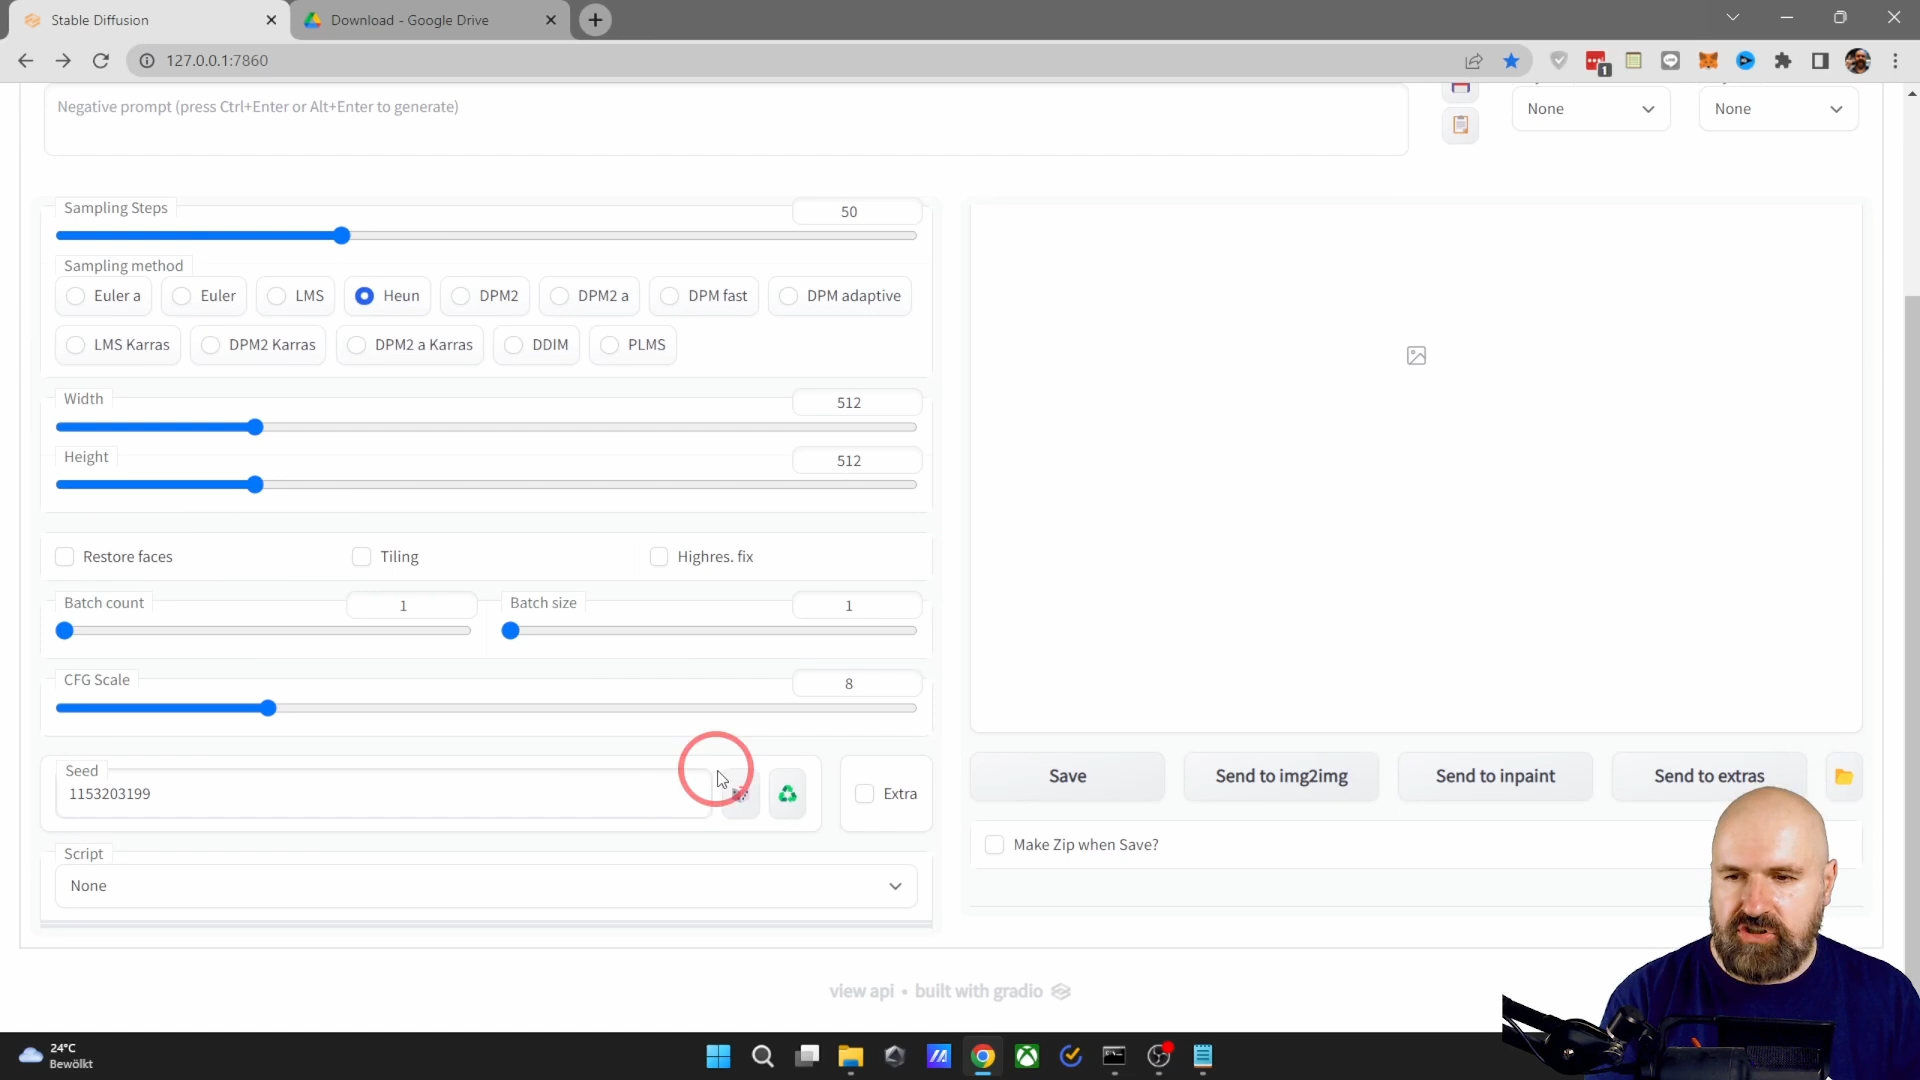 Stable Diffusion
Download - Google Drive
127.0.0.1:7860
1
Negative prompt (press Ctrl+Enter or Alt+Enter to generate)
None
None
Sampling Steps
50
Sampling method
Euler a
Euler
LMS
Heun
DPM2
DPM2 a
DPM fast
DPM adaptive
LMS Karras
DPM2 Karras
DPM2 a Karras
DDIM
PLMS
Width
512
Height
512
Restore faces
Tiling
Highres. fix
Batch count
1
Batch size
1
CFG Scale
8
Seed
1153203199
Extra
Script
None
Save
Send to img2img
Send to inpaint
Send to extras
Make Zip when Save?
view api • built with gradio
24°C
Bewölkt